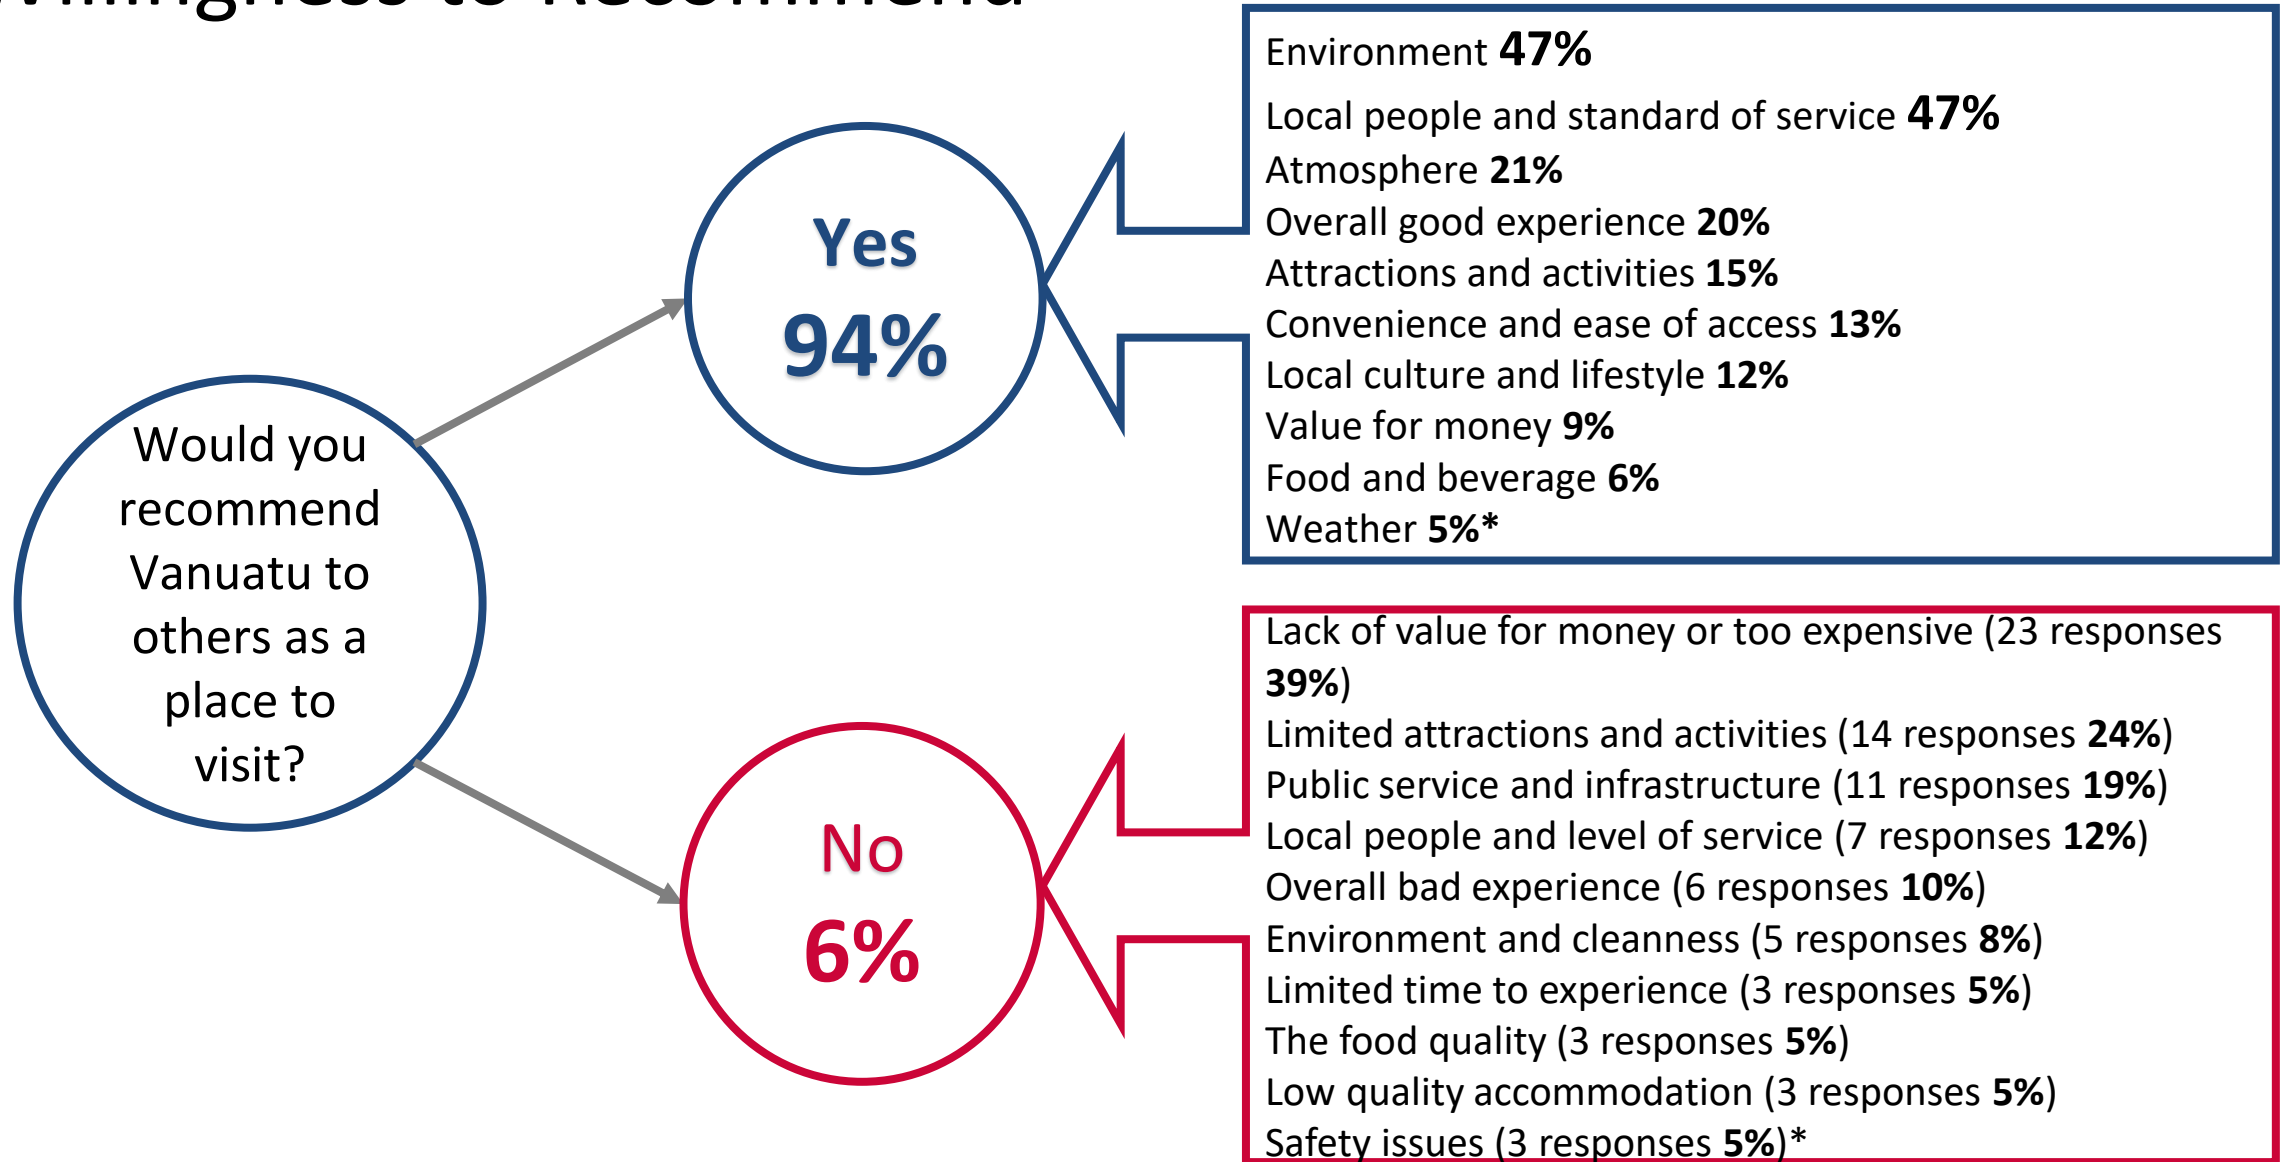 Willingness to Recommend
Would you
recommend
Vanuatu to
others as a
place to
visit?
Yes
94%
Environment 47%
Local people and standard of service 47%
Atmosphere 21%
Overall good experience 20%
Attractions and activities 15%
Convenience and ease of access 13%
Local culture and lifestyle 12%
Value for money 9%
Food and beverage 6%
Weather 5%*
No
6%
Lack of value for money or too expensive (23 responses
39%)
Limited attractions and activities (14 responses 24%)
Public service and infrastructure (11 responses 19%)
Local people and level of service (7 responses 12%)
Overall bad experience (6 responses 10%)
Environment and cleanness (5 responses 8%)
Limited time to experience (3 responses 5%)
The food quality (3 responses 5%)
Low quality accommodation (3 responses 5%)
Safety issues (3 responses 5%)*